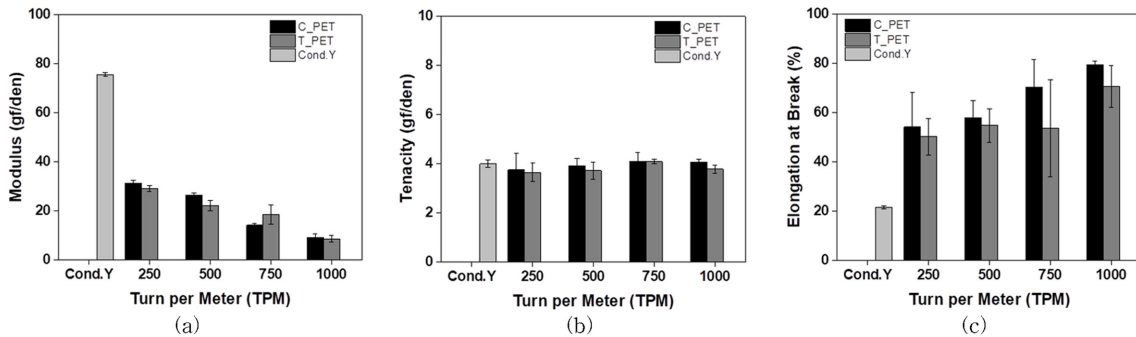 Modulus (gf/den)
100
80
60
40
20
0
C_PET
T_PET
Cond.Y
Cond.Y 250 500 750 1000
Turn per Meter (TPM)
(a)
Tenacity (gf/den)
10
8
6
4
2
0
C_PET
T_PET
Cond.Y
Cond.Y 250 500 750 1000
Turn per Meter (TPM)
(b)
Elongation at Break (%)
100
80
60
40
20
0
C_PET
T_PET
Cond.Y
Cond.Y 250 500 750 1000
Turn per Meter (TPM)
(c)